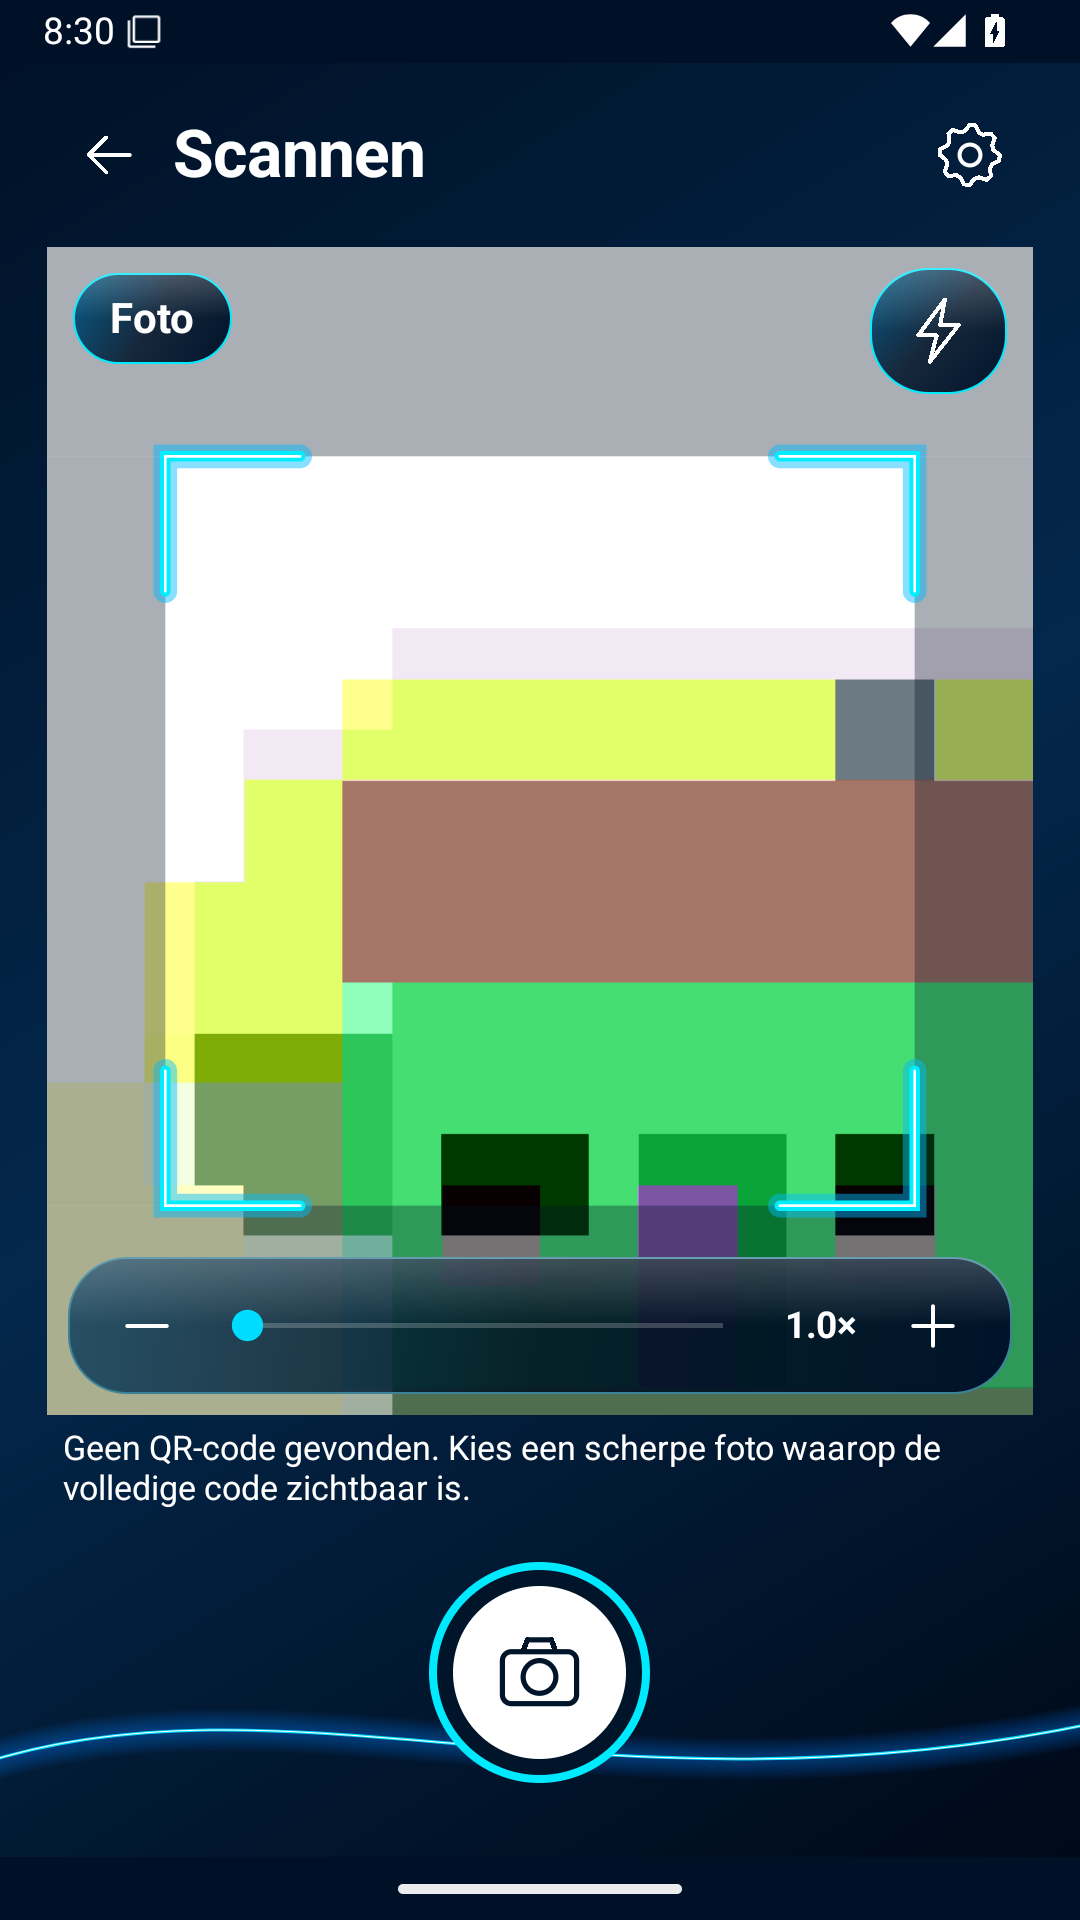 8:30
Scannen
Foto
1.0×
Geen QR-code gevonden. Kies een scherpe foto waarop de
volledige code zichtbaar is.